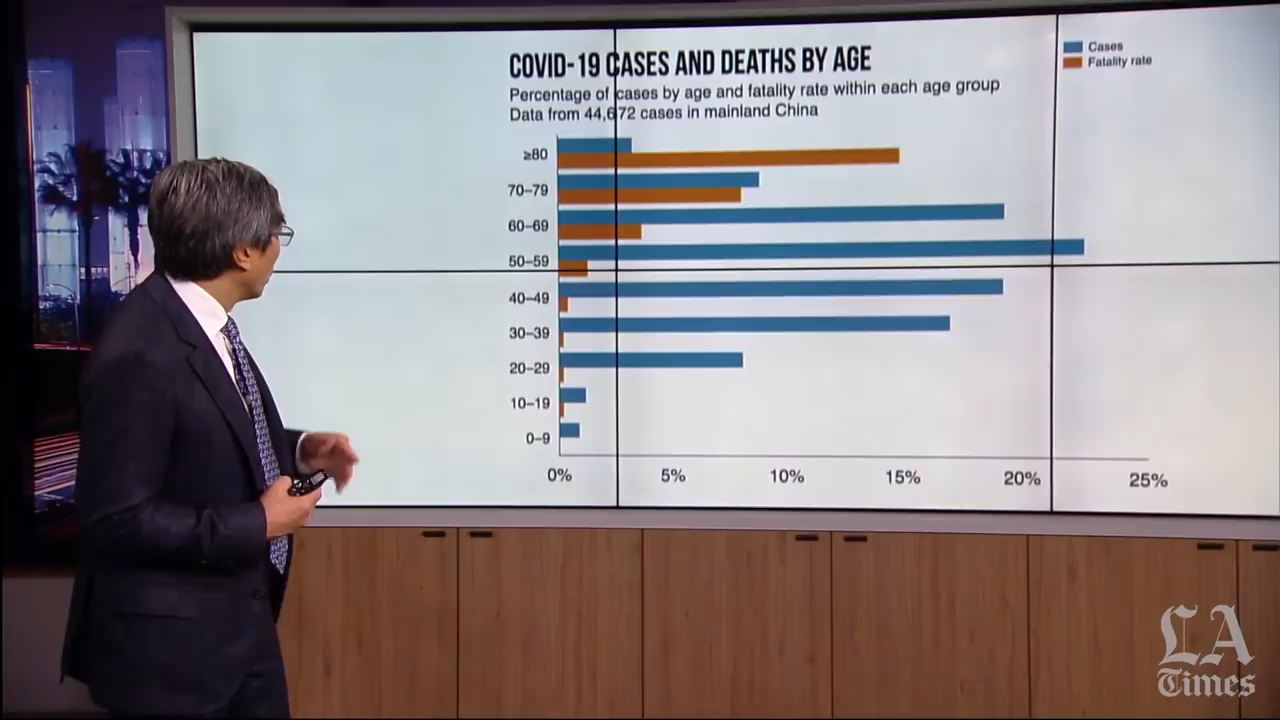 COVID-19 CASES AND DEATHS BY AGE
Percentage of cases by age and fatality rate within each age group
Data from 44,672 cases in mainland China
Cases
Fatality rate
≥80
70–79
60–69
50–59
40–49
30–39
20–29
10–19
0–9
0% 5% 10% 15% 20% 25%
LA
Times